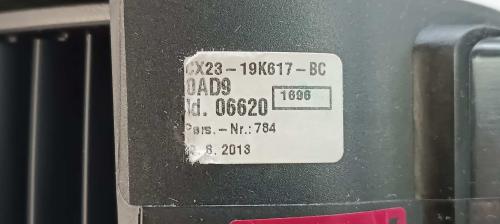 CX23-19K617-BC
0AD9
Id. 06620 1696
Pers.-Nr.: 784
6. 2013